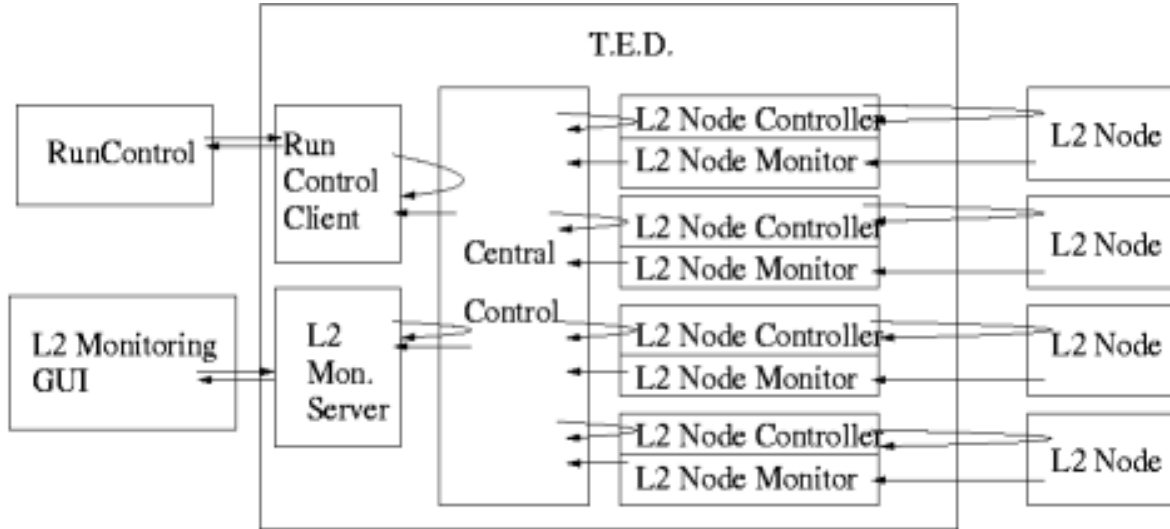 T.E.D.
RunControl
Run
Control
Client
L2 Monitoring
GUI
L2
Mon.
Server
Central
Control
L2 Node Controller
L2 Node Monitor
L2 Node
L2 Node Controller
L2 Node Monitor
L2 Node
L2 Node Controller
L2 Node Monitor
L2 Node
L2 Node Controller
L2 Node Monitor
L2 Node